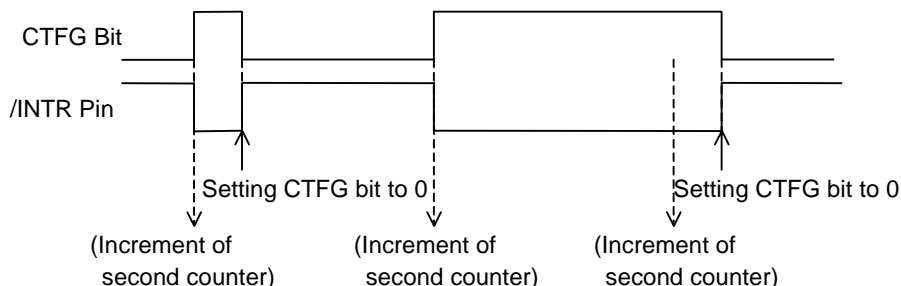 CTFG Bit
/INTR Pin
Setting CTFG bit to 0
Setting CTFG bit to 0
(Increment of
second counter)
(Increment of
second counter)
(Increment of
second counter)